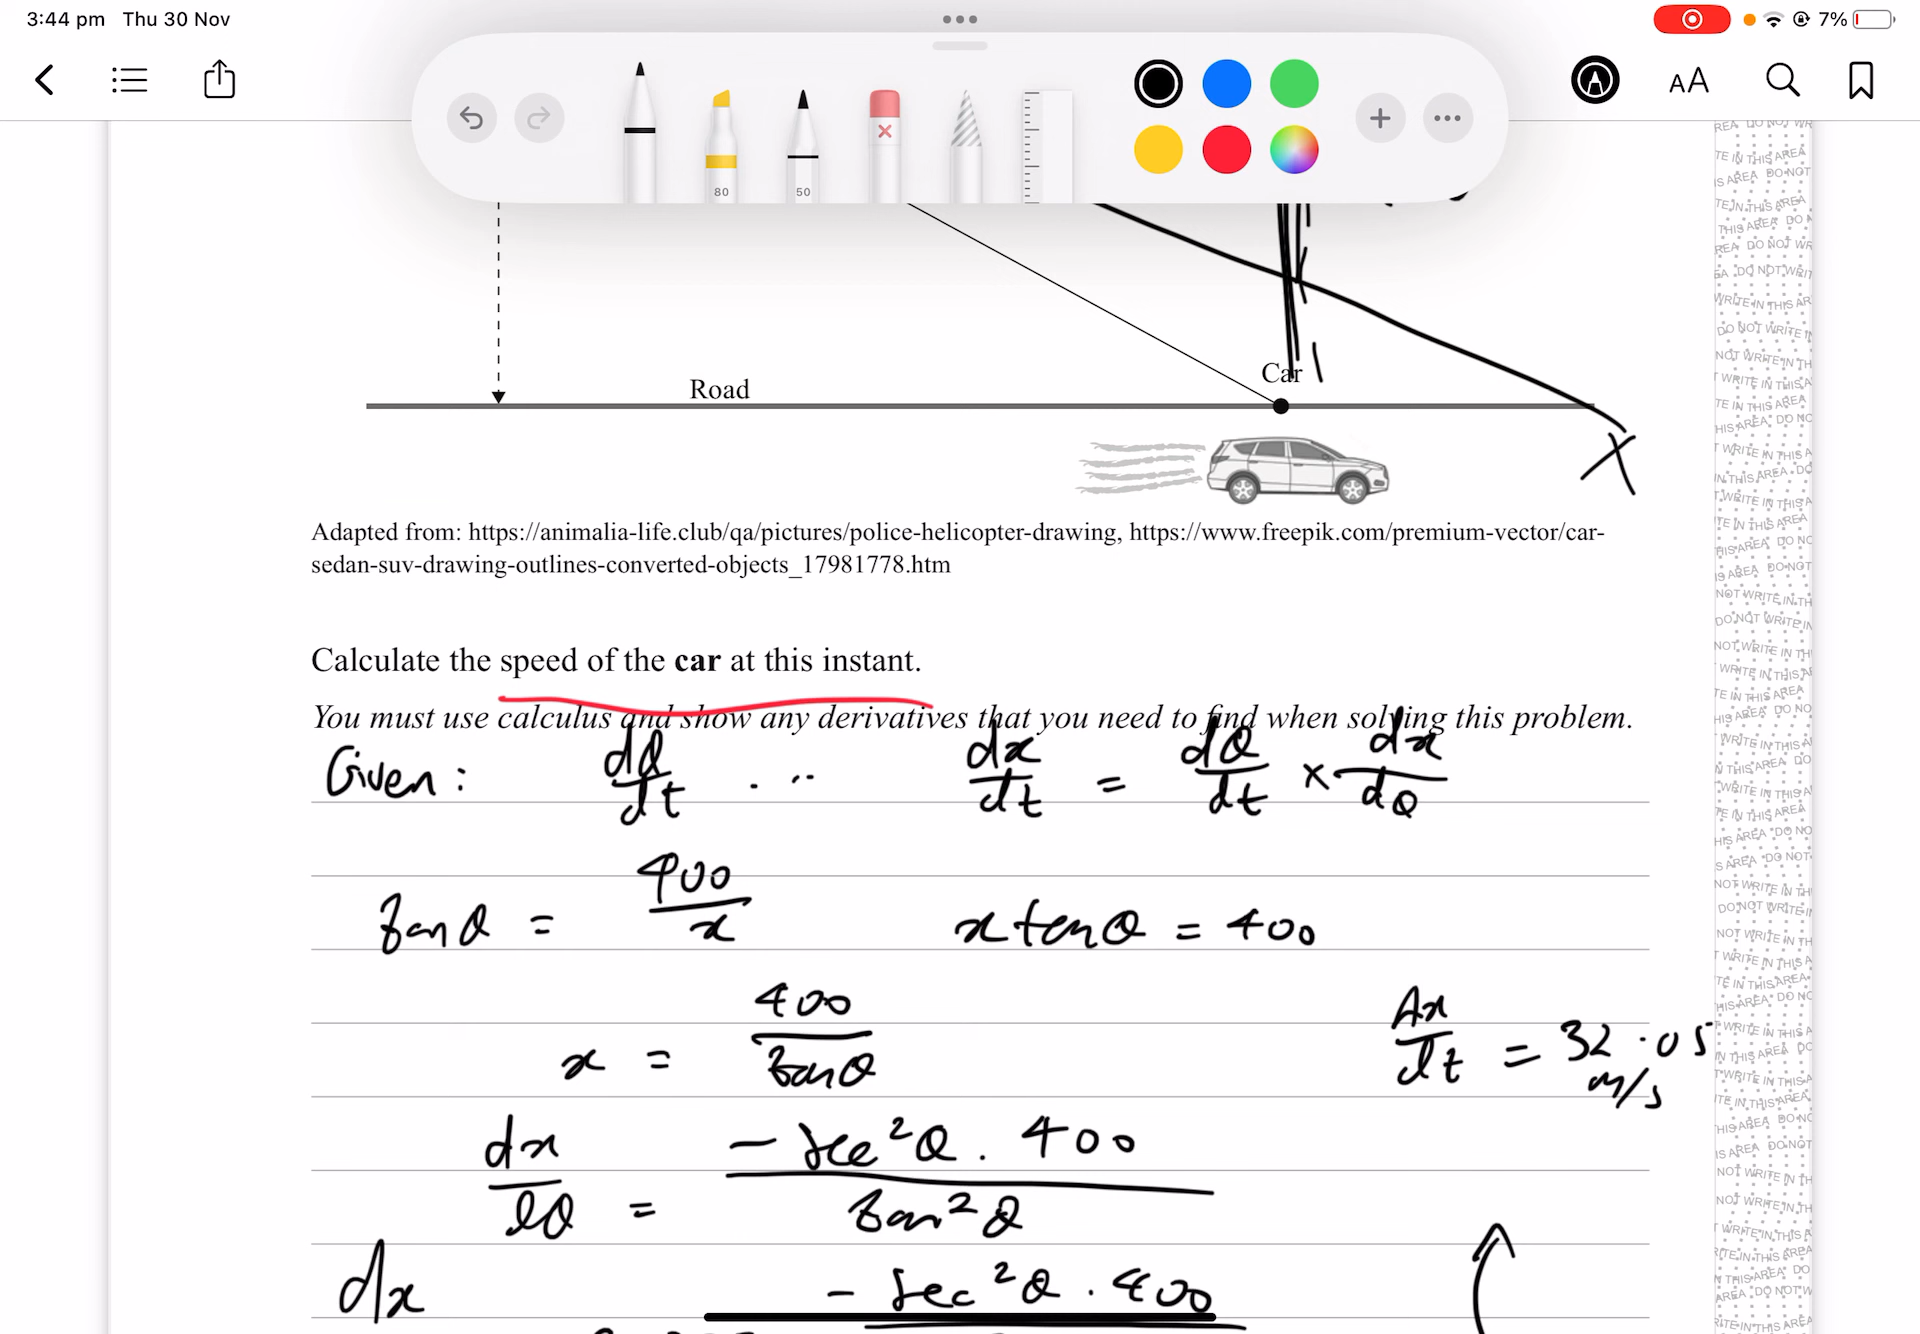 3:44 pm Thu 30 Nov
7%
AA
80
50
Car
Road
X
Adapted from: https://animalia-life.club/qa/pictures/police-helicopter-drawing, https://www.freepik.com/premium-vector/car-
sedan-suv-drawing-outlines-converted-objects_17981778.htm
Calculate the speed of the car at this instant.
You must use calculus and show any derivatives that you need to find when solving this problem.
Given: dθ/dt ... dx/dt = dθ/dt × dx/dθ
tanθ = 400/x x tanθ = 400
x = 400/tanθ
dx/dt = 32.05 m/s
dx/dθ = - sec²θ . 400 / tan²θ
dx - sec²θ . 400